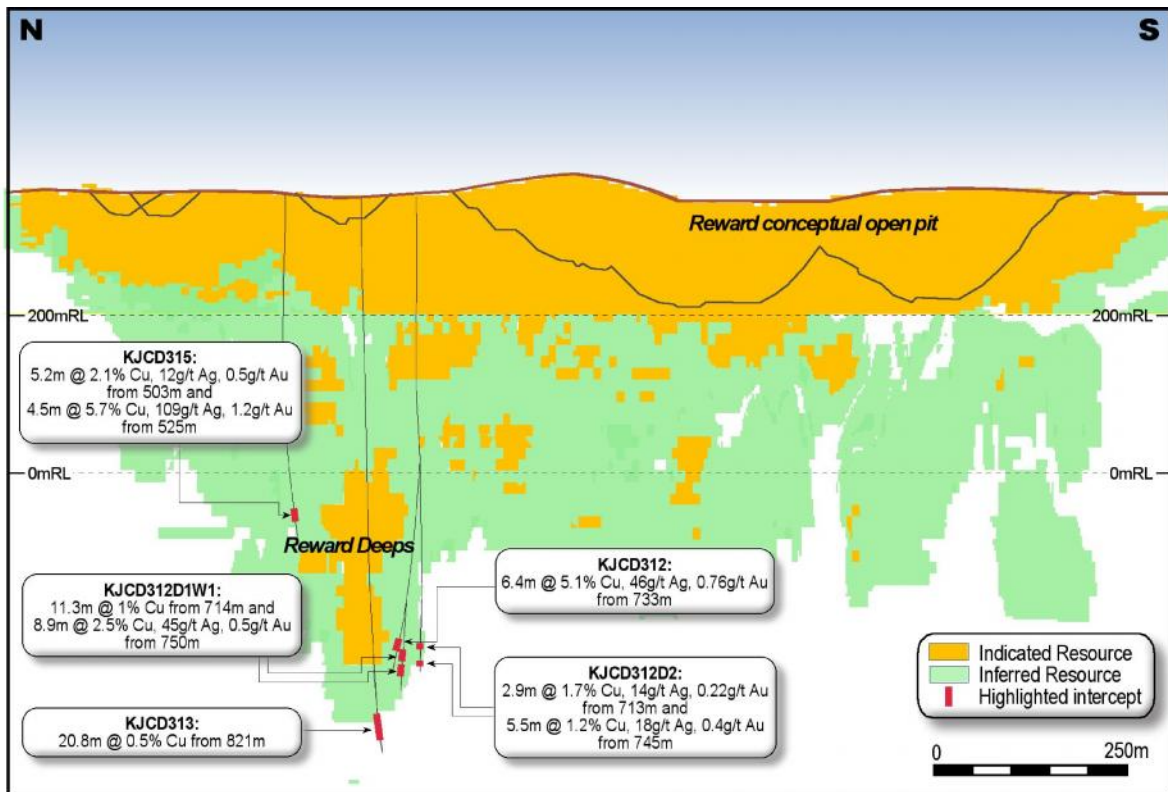 N
S
Reward conceptual open pit
200mRL
200mRL
KJCD315:
5.2m @ 2.1% Cu, 12g/t Ag, 0.5g/t Au
from 503m and
4.5m @ 5.7% Cu, 109g/t Ag, 1.2g/t Au
from 525m
0mRL
0mRL
Reward Deeps
KJCD312:
6.4m @ 5.1% Cu, 46g/t Ag, 0.76g/t Au
from 733m
KJCD312D1W1:
11.3m @ 1% Cu from 714m and
8.9m @ 2.5% Cu, 45g/t Ag, 0.5g/t Au
from 750m
KJCD312D2:
2.9m @ 1.7% Cu, 14g/t Ag, 0.22g/t Au
from 713m and
5.5m @ 1.2% Cu, 18g/t Ag, 0.4g/t Au
from 745m
KJCD313:
20.8m @ 0.5% Cu from 821m
Indicated Resource
Inferred Resource
Highlighted intercept
0 250m